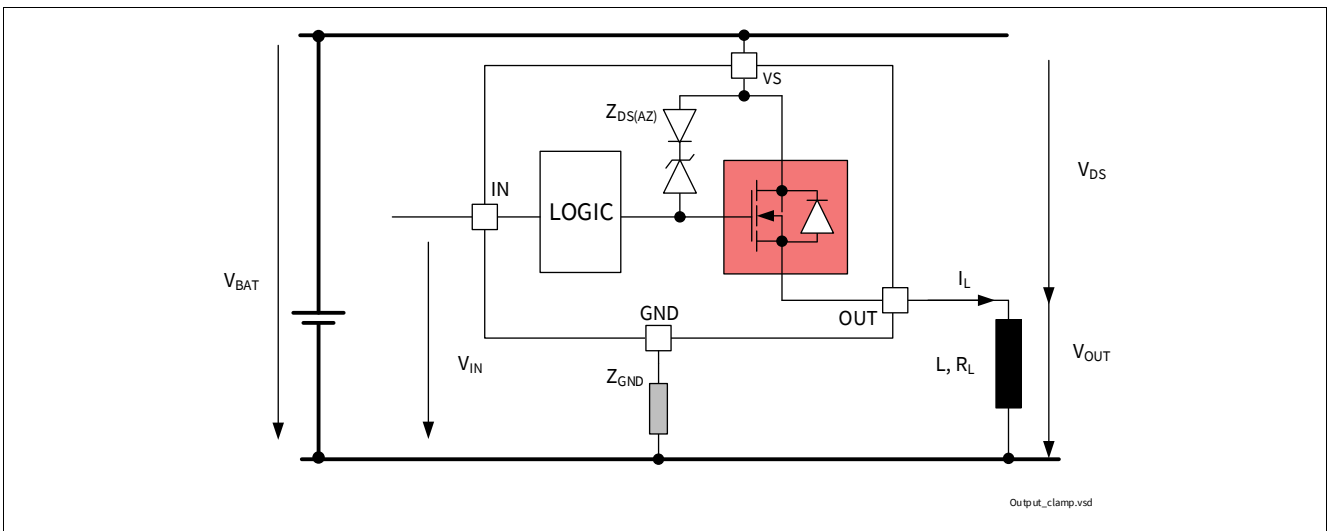 VS
Z_DS(AZ)
V_DS
IN
LOGIC
V_BAT
I_L
GND
OUT
V_IN
Z_GND
L, R_L
V_OUT
Output_clamp.vsd